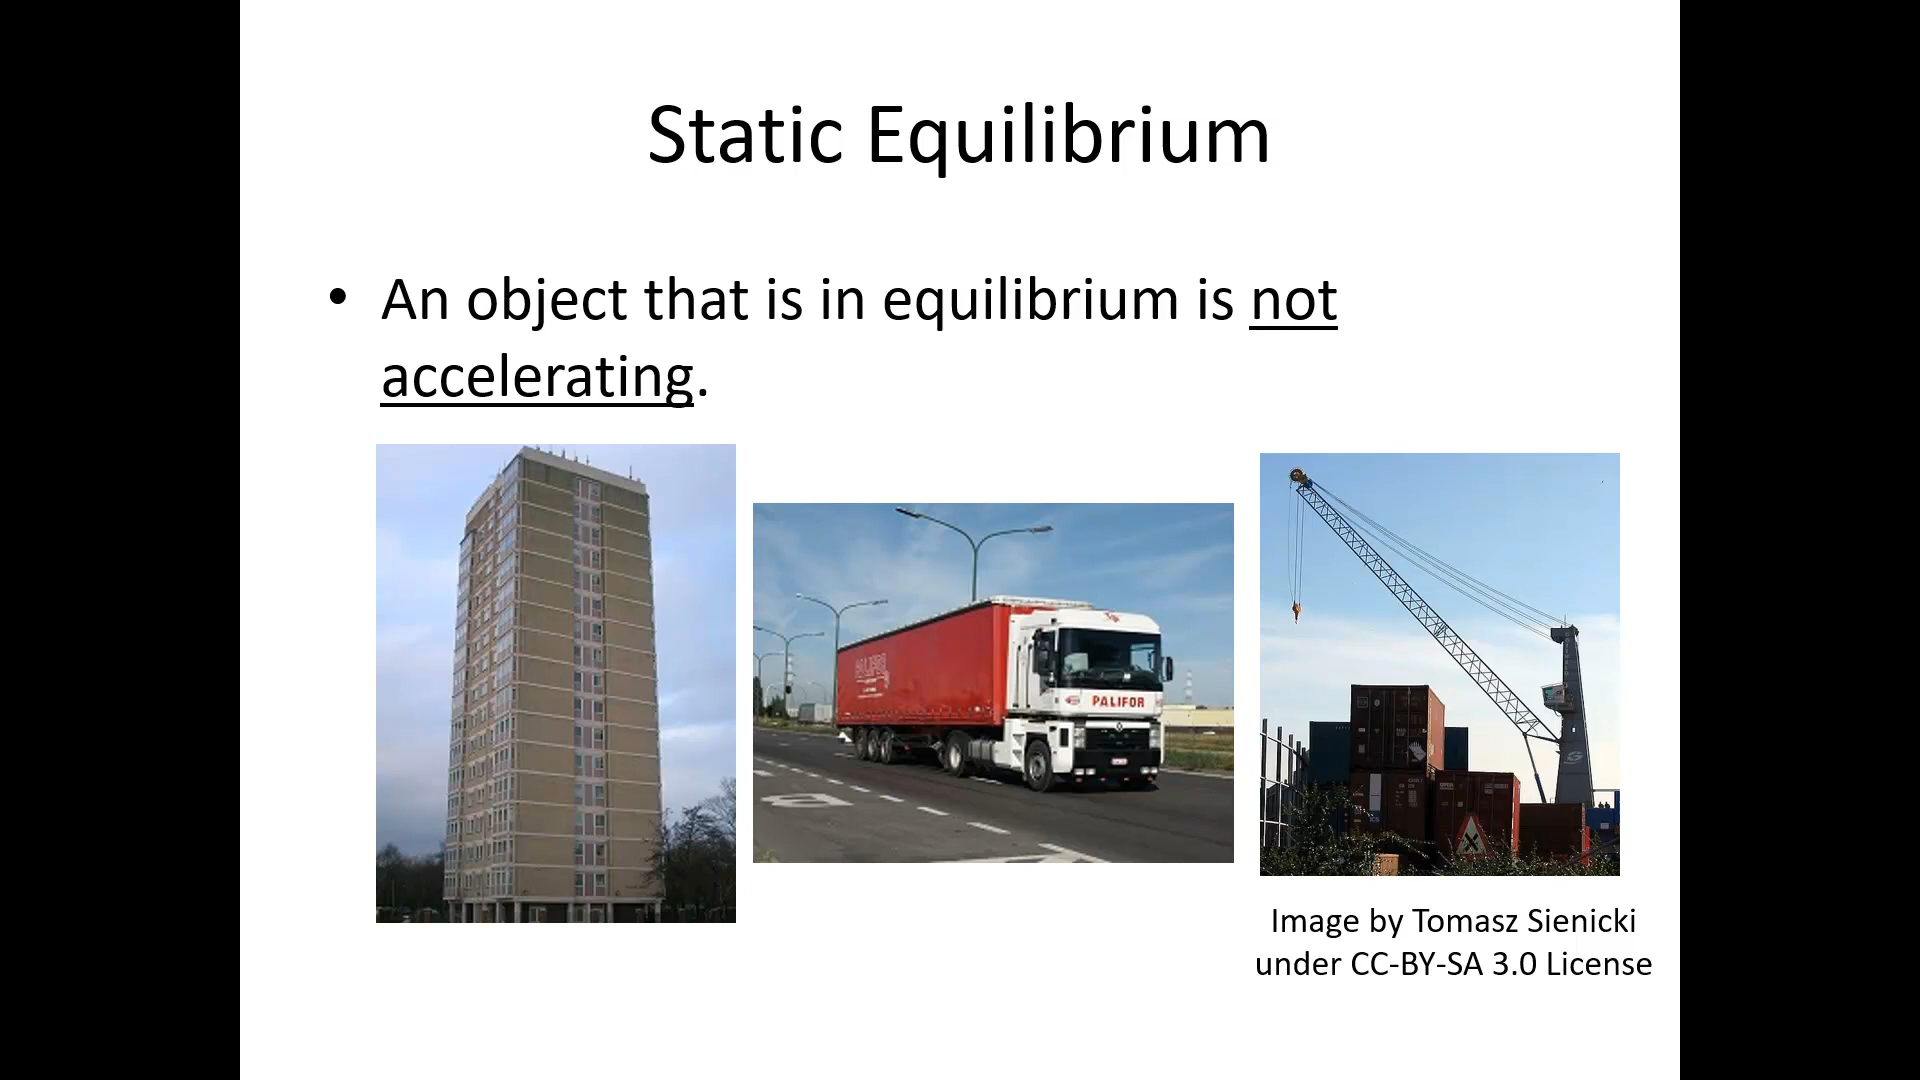 Static Equilibrium
• An object that is in equilibrium is not
accelerating.
PALIFOR
Image by Tomasz Sienicki
under CC-BY-SA 3.0 License